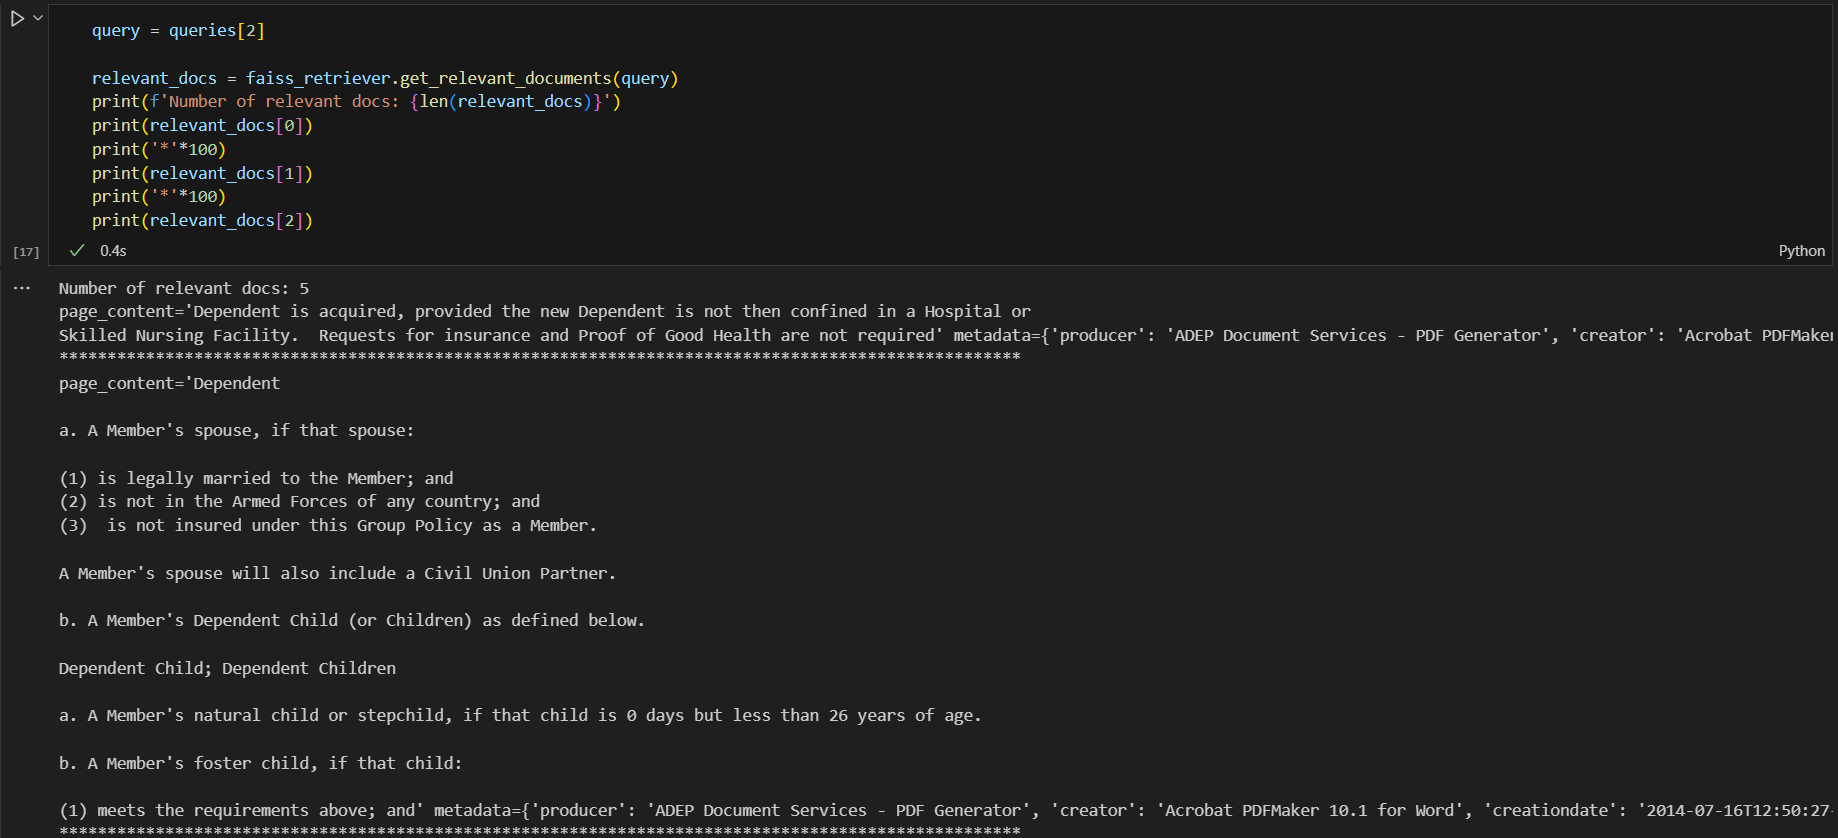 query = queries[2]
relevant_docs = faiss_retriever.get_relevant_documents(query)
print(f'Number of relevant docs: {len(relevant_docs)}')
print(relevant_docs[0])
print('*'*100)
print(relevant_docs[1])
print('*'*100)
print(relevant_docs[2])
[17] 0.4s Python
... Number of relevant docs: 5
page_content='Dependent is acquired, provided the new Dependent is not then confined in a Hospital or
Skilled Nursing Facility.  Requests for insurance and Proof of Good Health are not required' metadata={'producer': 'ADEP Document Services - PDF Generator', 'creator': 'Acrobat PDFMaker
****************************************************************************************************
page_content='Dependent
a. A Member's spouse, if that spouse:
(1) is legally married to the Member; and
(2) is not in the Armed Forces of any country; and
(3)  is not insured under this Group Policy as a Member.
A Member's spouse will also include a Civil Union Partner.
b. A Member's Dependent Child (or Children) as defined below.
Dependent Child; Dependent Children
a. A Member's natural child or stepchild, if that child is 0 days but less than 26 years of age.
b. A Member's foster child, if that child:
(1) meets the requirements above; and' metadata={'producer': 'ADEP Document Services - PDF Generator', 'creator': 'Acrobat PDFMaker 10.1 for Word', 'creationdate': '2014-07-16T12:50:27-
****************************************************************************************************